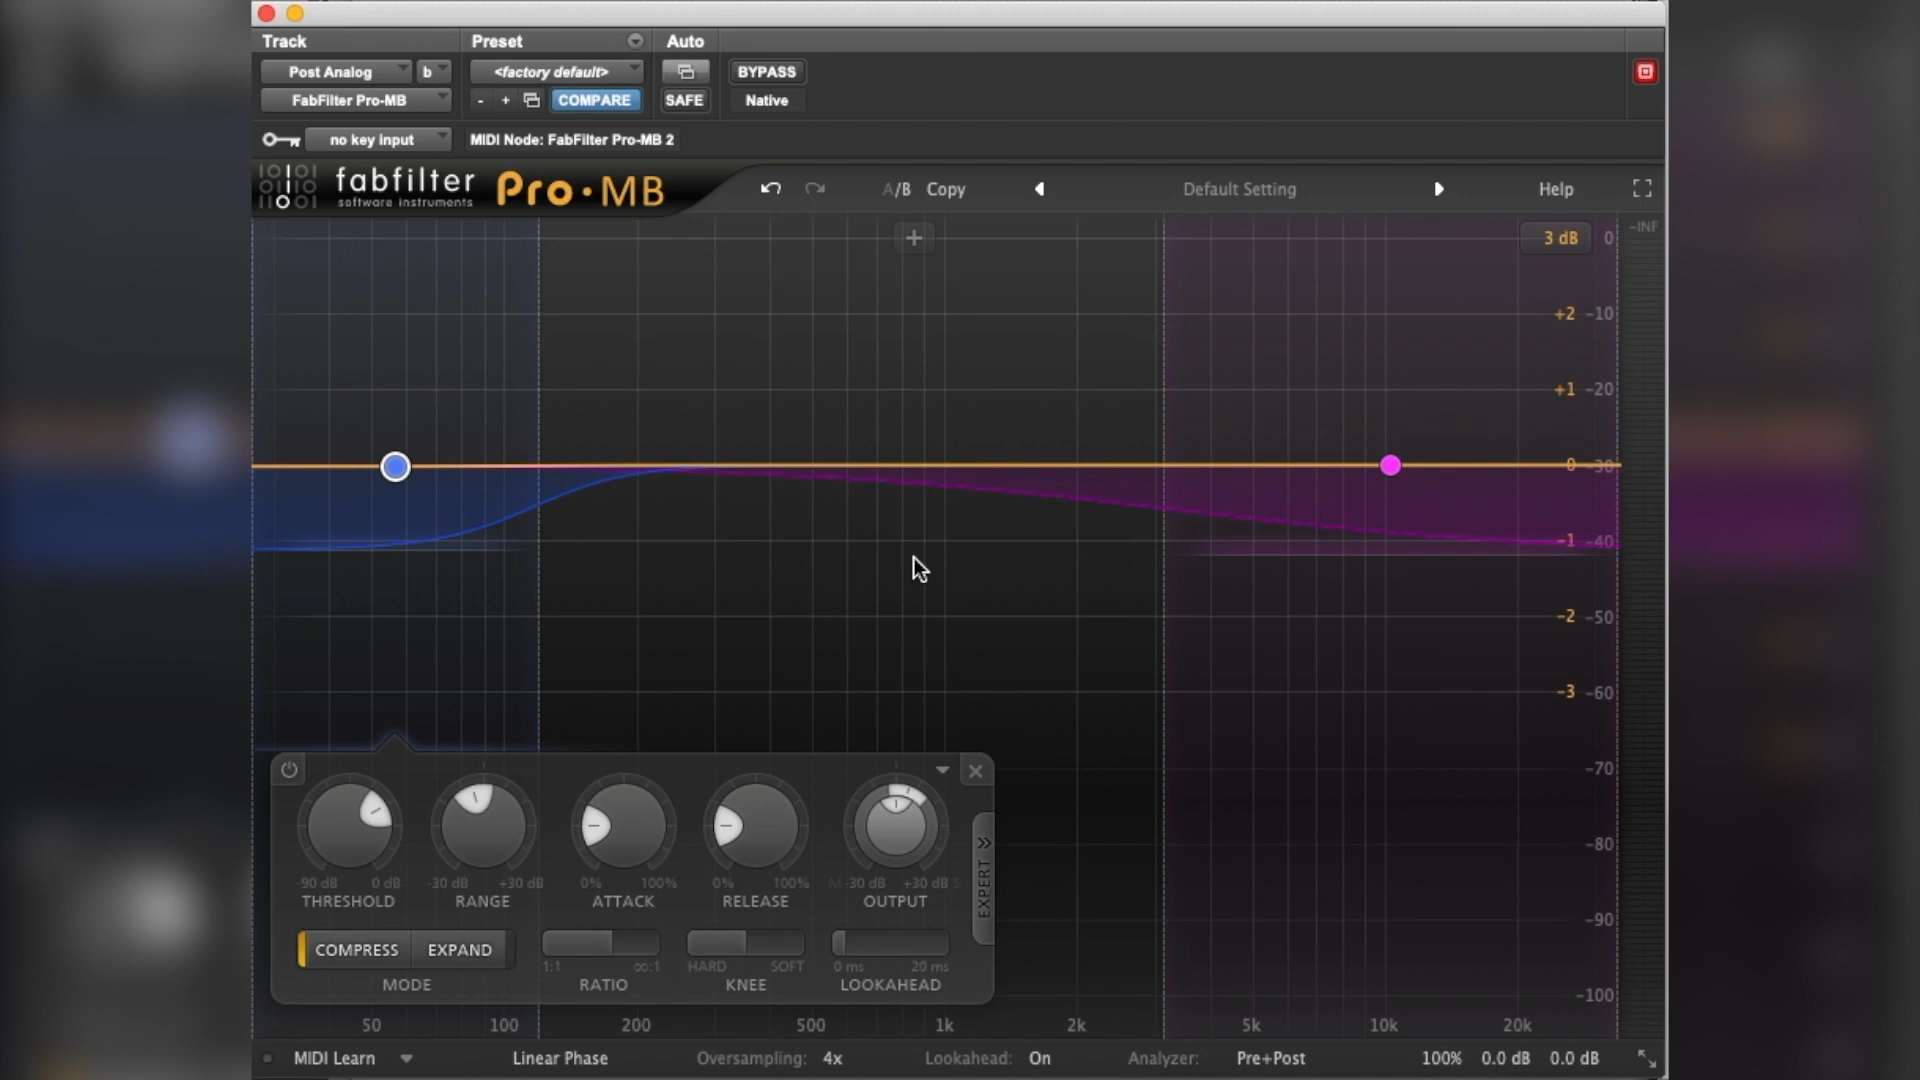 Track Preset Auto
Post Analog b <factory default> BYPASS
FabFilter Pro-MB - + COMPARE SAFE Native
no key input MIDI Node: FabFilter Pro-MB 2
fabfilter Pro·MB
software instruments
A/B Copy Default Setting Help
3 dB 0 -INF
+2 -10
+1 -20
0 -30
-1 -40
-2 -50
-3 -60
-70
-80
-90
-100
-90 dB 0 dB -30 dB +30 dB 0% 100% 0% 100% M -30 dB +30 dB S
THRESHOLD RANGE ATTACK RELEASE OUTPUT
EXPERT
COMPRESS EXPAND
1:1 ∞:1 HARD SOFT 0 ms 20 ms
MODE RATIO KNEE LOOKAHEAD
50 100 200 500 1k 2k 5k 10k 20k
MIDI Learn Linear Phase Oversampling: 4x Lookahead: On Analyzer: Pre+Post 100% 0.0 dB 0.0 dB